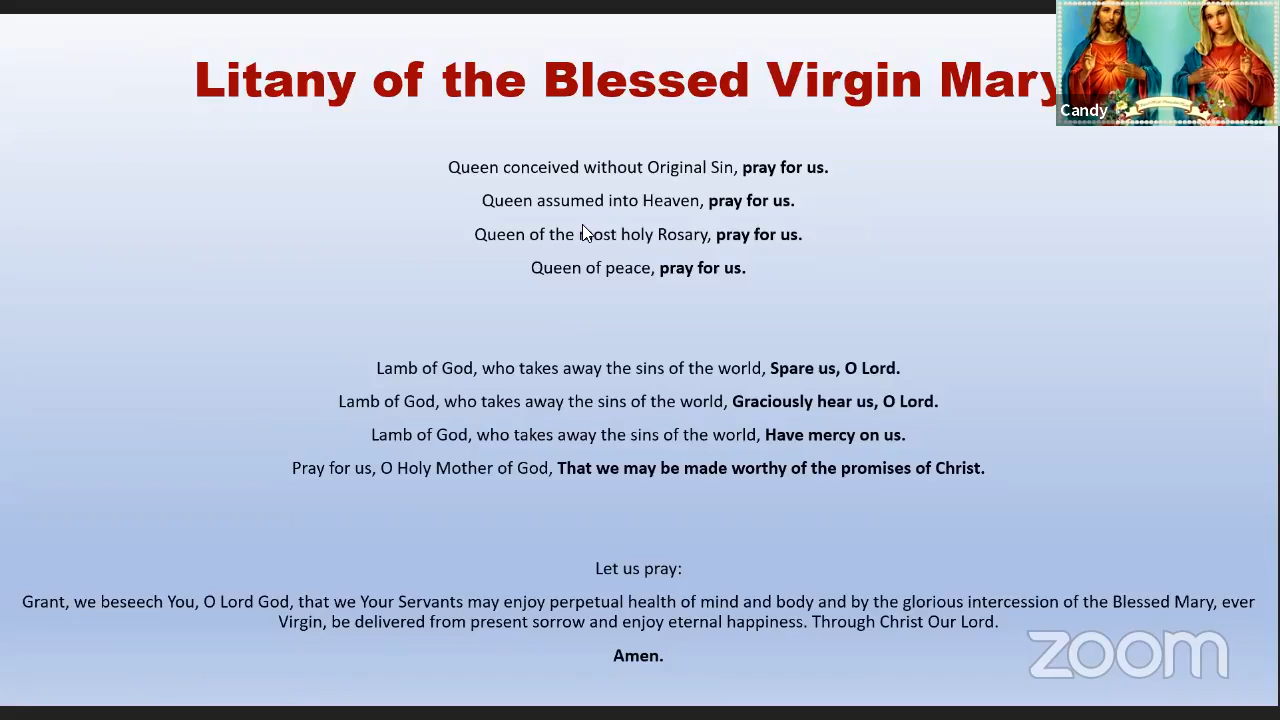 Litany of the Blessed Virgin Mary
Candy
Queen conceived without Original Sin, pray for us.
Queen assumed into Heaven, pray for us.
Queen of the most holy Rosary, pray for us.
Queen of peace, pray for us.
Lamb of God, who takes away the sins of the world, Spare us, O Lord.
Lamb of God, who takes away the sins of the world, Graciously hear us, O Lord.
Lamb of God, who takes away the sins of the world, Have mercy on us.
Pray for us, O Holy Mother of God, That we may be made worthy of the promises of Christ.
Let us pray:
Grant, we beseech You, O Lord God, that we Your Servants may enjoy perpetual health of mind and body and by the glorious intercession of the Blessed Mary, ever
Virgin, be delivered from present sorrow and enjoy eternal happiness. Through Christ Our Lord.
Amen.
zoom